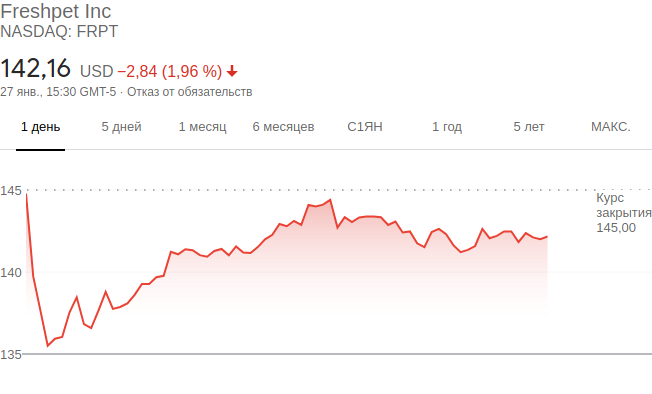 Freshpet Inc
NASDAQ: FRPT
142,16 USD −2,84 (1,96 %)
27 янв., 15:30 GMT-5 · Отказ от обязательств
1 день 5 дней 1 месяц 6 месяцев С1ЯН 1 год 5 лет МАКС.
145
Курс
закрытия
145,00
140
135